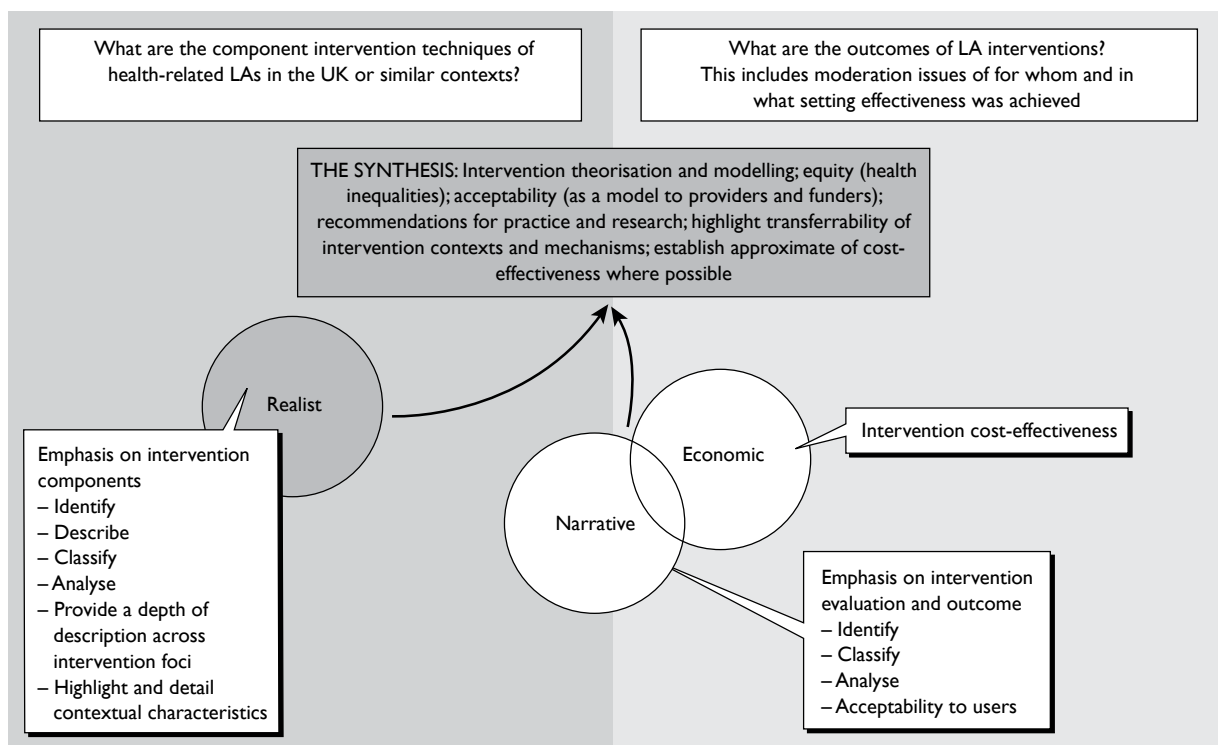 What are the component intervention techniques of
health-related LAs in the UK or similar contexts?
What are the outcomes of LA interventions?
This includes moderation issues of for whom and in
what setting effectiveness was achieved
THE SYNTHESIS: Intervention theorisation and modelling; equity (health
inequalities); acceptability (as a model to providers and funders);
recommendations for practice and research; highlight transferrability of
intervention contexts and mechanisms; establish approximate of cost-
effectiveness where possible
Realist
Emphasis on intervention
components
– Identify
– Describe
– Classify
– Analyse
– Provide a depth of
description across
intervention foci
– Highlight and detail
contextual characteristics
Economic
Intervention cost-effectiveness
Narrative
Emphasis on intervention
evaluation and outcome
– Identify
– Classify
– Analyse
– Acceptability to users